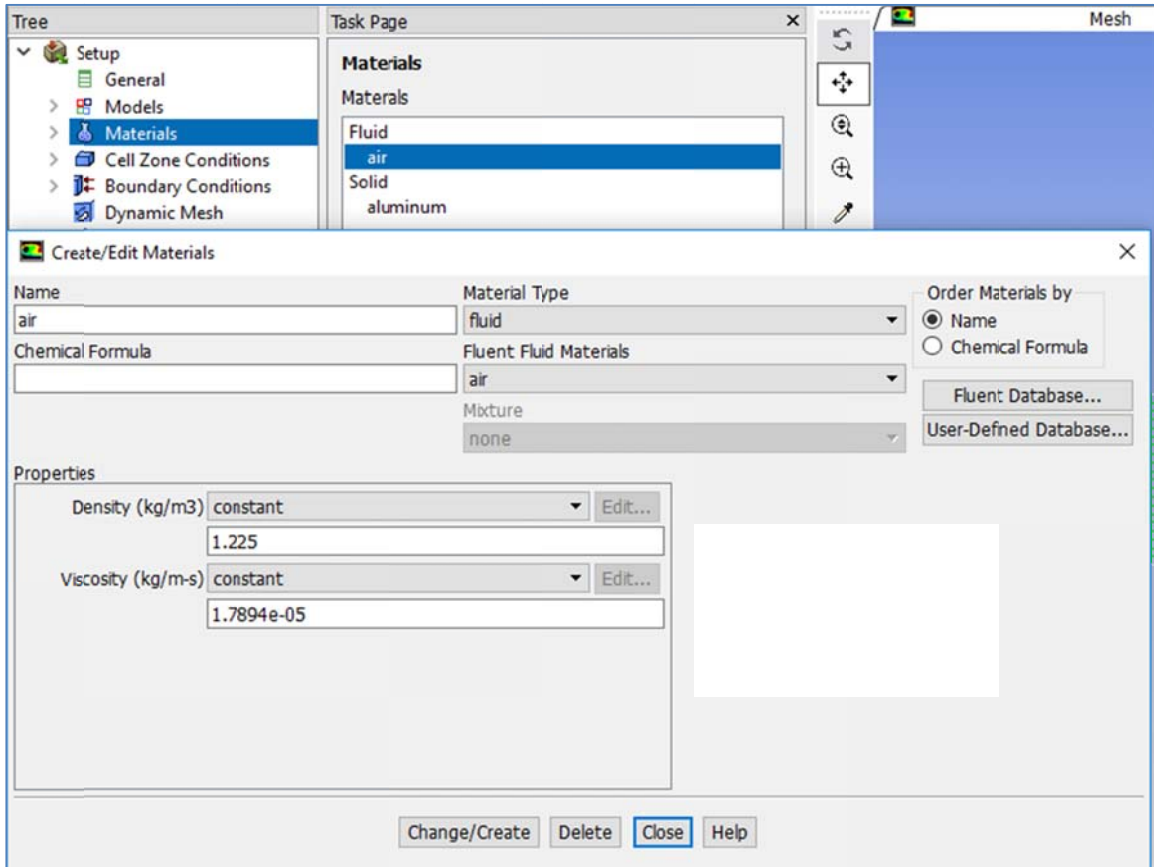 Tree
Setup
General
Models
Materials
Cell Zone Conditions
Boundary Conditions
Dynamic Mesh
Task Page
Materials
Materals
Fluid
air
Solid
aluminum
Mesh
Create/Edit Materials
Name
air
Chemical Formula
Material Type
fluid
Fluent Fluid Materials
air
Mixture
none
Order Materials by
Name
Chemical Formula
Fluent Database...
User-Defned Database...
Properties
Density (kg/m3) constant Edit...
1.225
Viscosity (kg/m-s) constant Edit...
1.7894e-05
Change/Create Delete Close Help